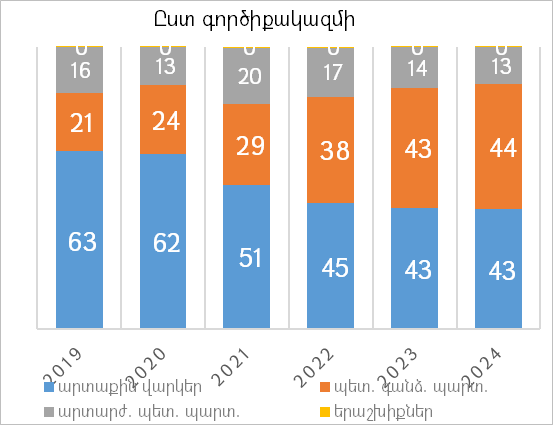 Ըստ գործիքակազմի
0 0 0 0 0 0
16 13 20 17 14 13
21 24 29 38 43 44
63 62 51 45 43 43
2019 2020 2021 2022 2023 2024
արտաքին վարկեր պետ. գանձ. պարտ.
արտարժ. պետ. պարտ. երաշխիքներ